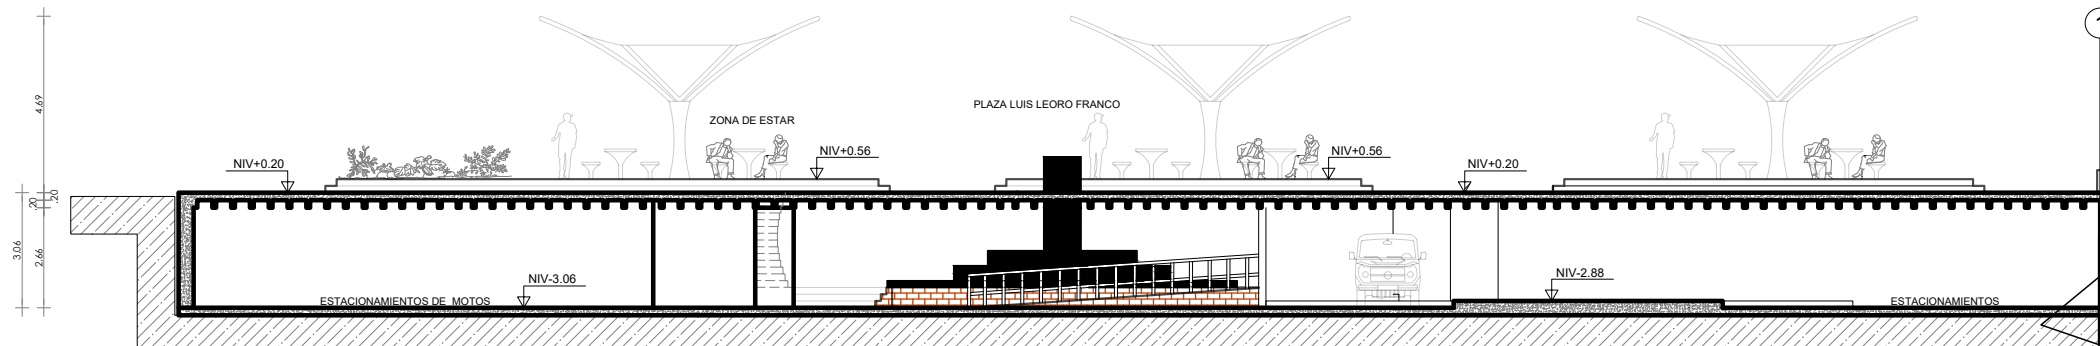 4.69
PLAZA LUIS LEORO FRANCO
ZONA DE ESTAR
NIV+0.20
NIV+0.56
NIV+0.56
NIV+0.20
.20
.20
3.06
2.66
NIV-3.06
NIV-2.88
ESTACIONAMIENTOS DE MOTOS
ESTACIONAMIENTOS